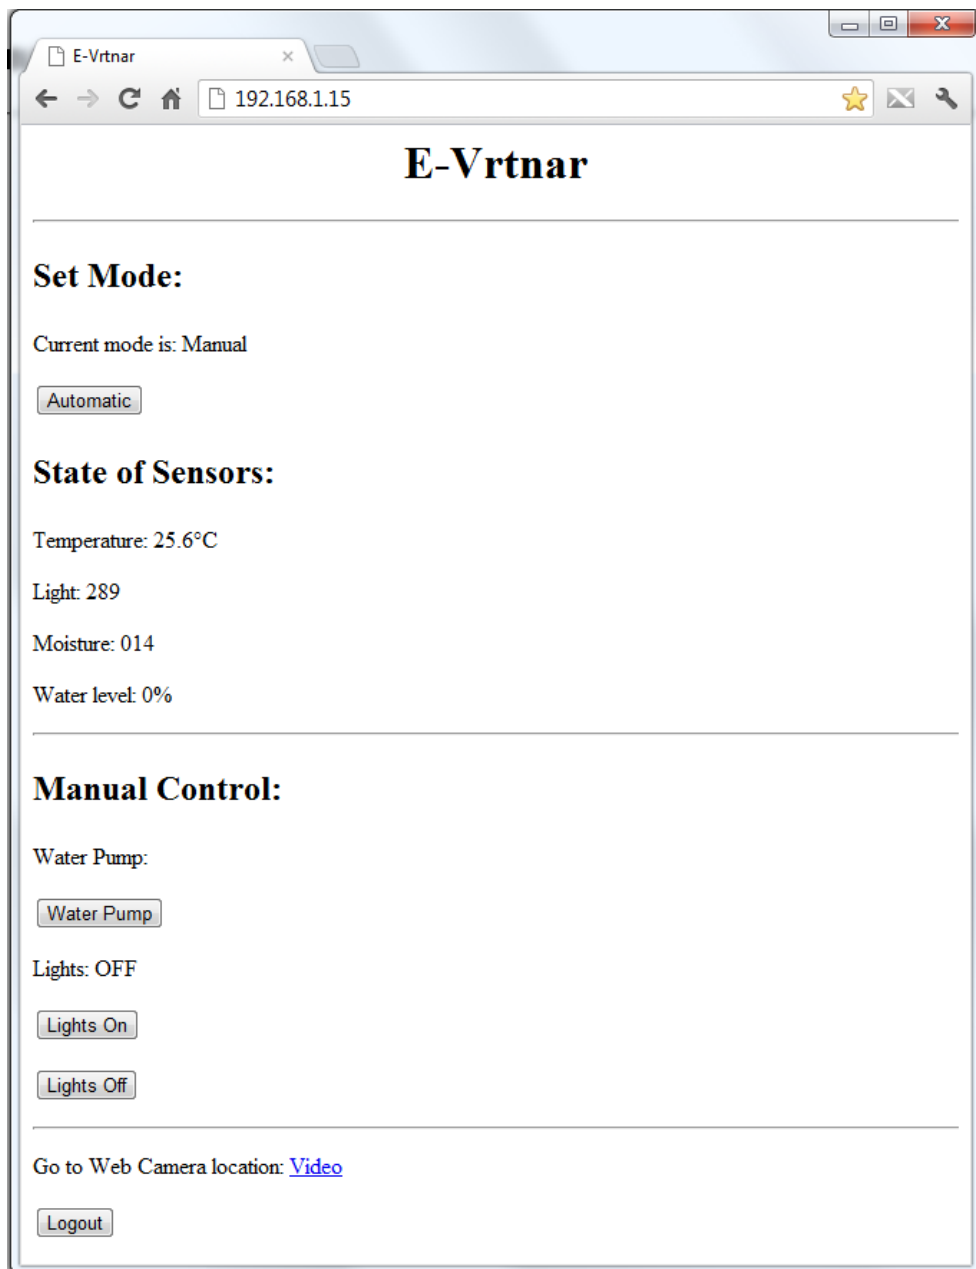 E-Vrtnar
192.168.1.15
E-Vrtnar
Set Mode:
Current mode is: Manual
Automatic
State of Sensors:
Temperature: 25.6°C
Light: 289
Moisture: 014
Water level: 0%
Manual Control:
Water Pump:
Water Pump
Lights: OFF
Lights On
Lights Off
Go to Web Camera location: Video
Logout